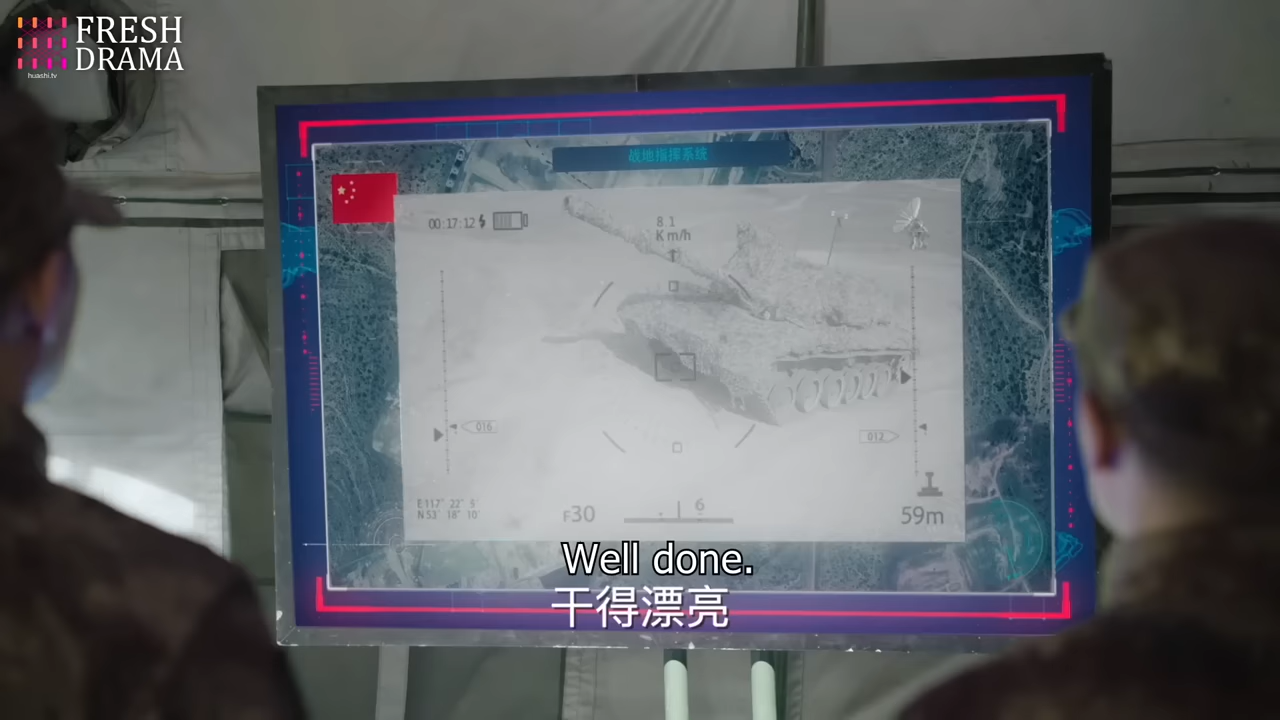 FRESH
DRAMA
huashi.tv
战地指挥系统
00:17:12
8 1
Km/h
016
012
E117° 22' 5'
N53° 18' 10'
F30
6
59m
Well done.
干得漂亮